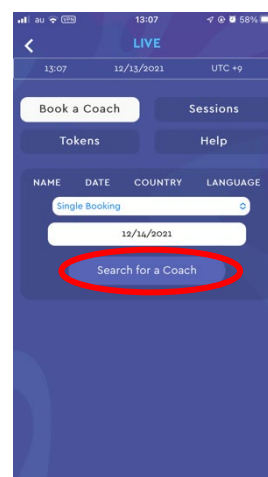 au VPN 13:07 58%
LIVE
13:07 12/13/2021 UTC +9
Book a Coach Sessions
Tokens Help
NAME DATE COUNTRY LANGUAGE
Single Booking
12/14/2021
Search for a Coach